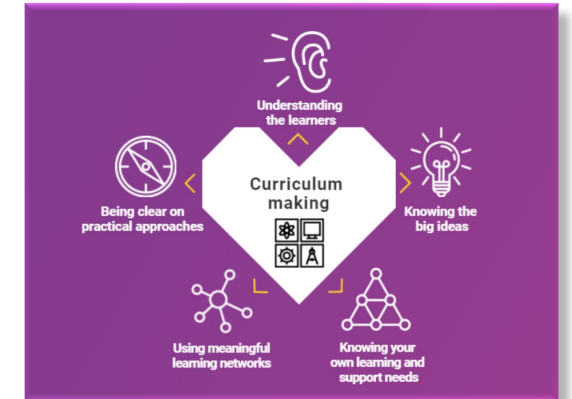 Understanding
the learners
Being clear on
practical approaches
Curriculum
making
Knowing the
big ideas
Using meaningful
learning networks
Knowing your
own learning and
support needs